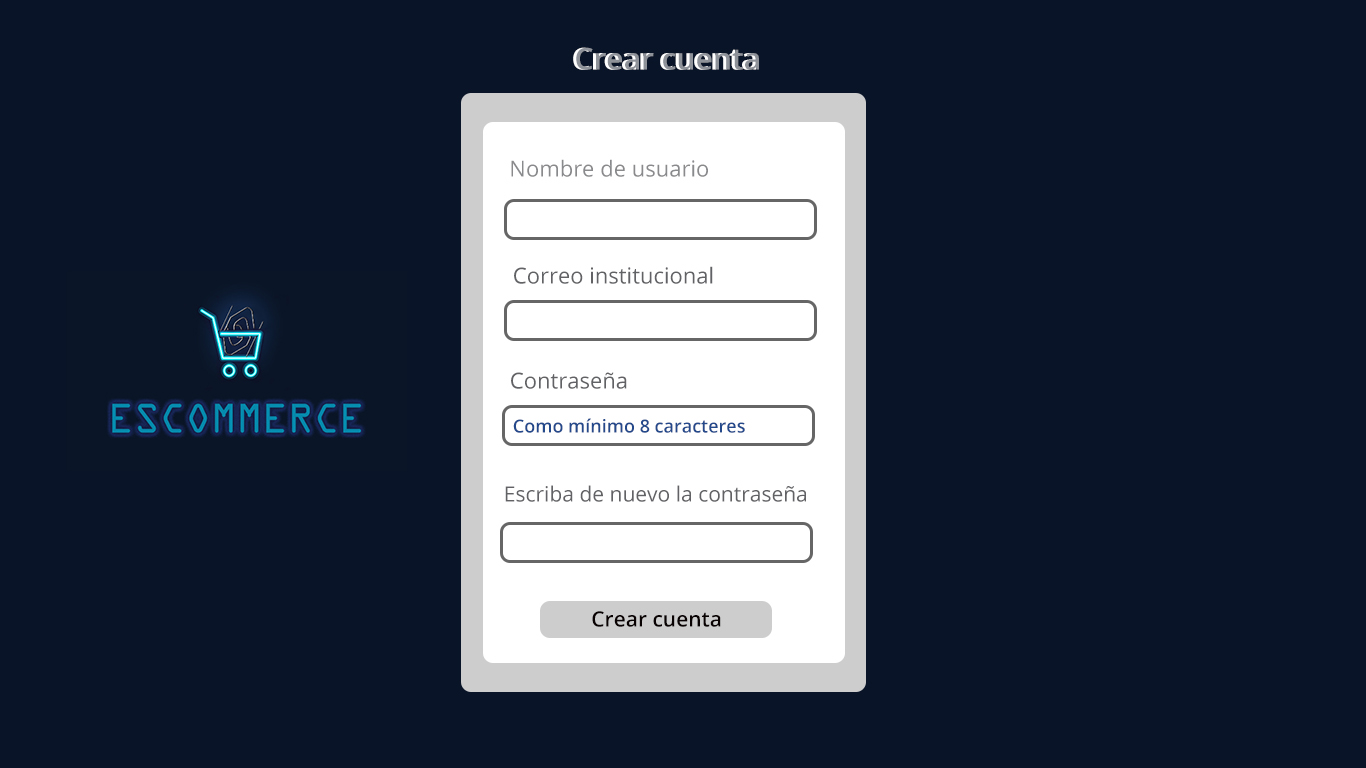 Crear cuenta
Nombre de usuario
Correo institucional
Contraseña
Como mínimo 8 caracteres
Escriba de nuevo la contraseña
Crear cuenta
ESCOMMERCE